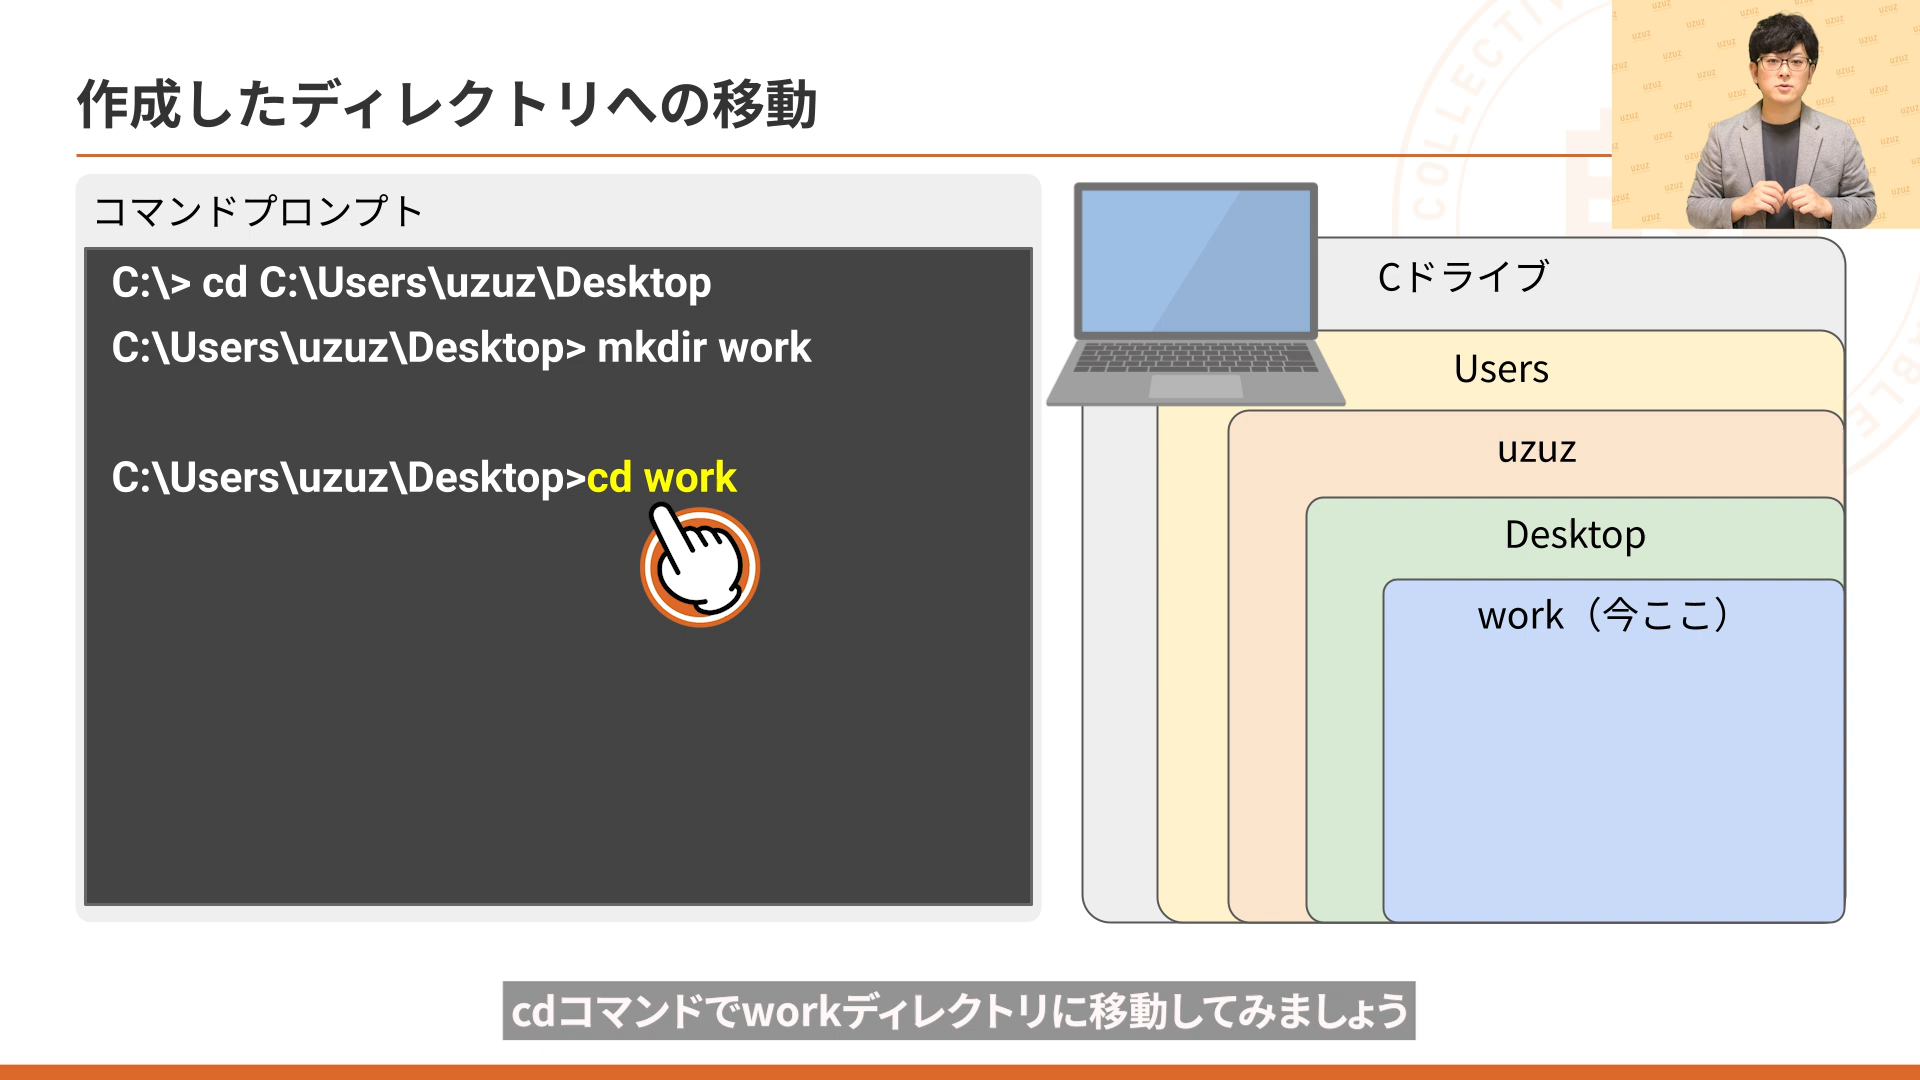 作成したディレクトリへの移動
コマンドプロンプト
C:\> cd C:\Users\uzuz\Desktop
C:\Users\uzuz\Desktop> mkdir work
C:\Users\uzuz\Desktop>cd work
Cドライブ
Users
uzuz
Desktop
work（今ここ）
cdコマンドでworkディレクトリに移動してみましょう